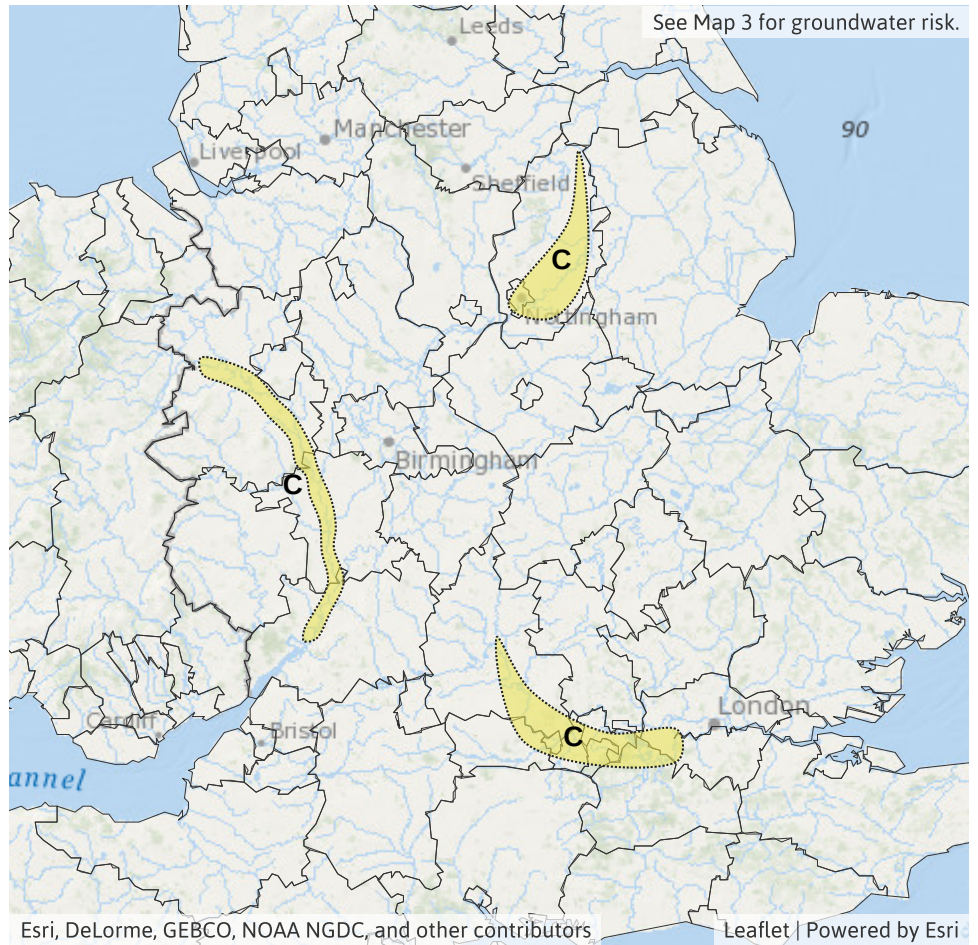 See Map 3 for groundwater risk.
Leeds
90
Manchester
Liverpool
Sheffield
C
Nottingham
Birmingham
C
London
Cardiff
Bristol
C
annel
Esri, DeLorme, GEBCO, NOAA NGDC, and other contributors
Leaflet | Powered by Esri